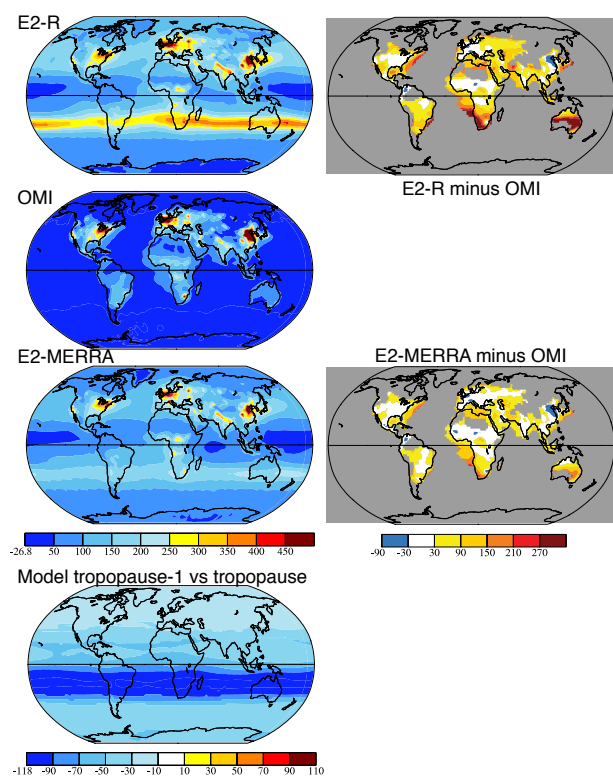 E2-R
E2-R minus OMI
OMI
E2-MERRA
E2-MERRA minus OMI
-26.8 50 100 150 200 250 300 350 400 450
-90 -30 30 90 150 210 270
Model tropopause-1 vs tropopause
-118 -90 -70 -50 -30 -10 10 30 50 70 90 110